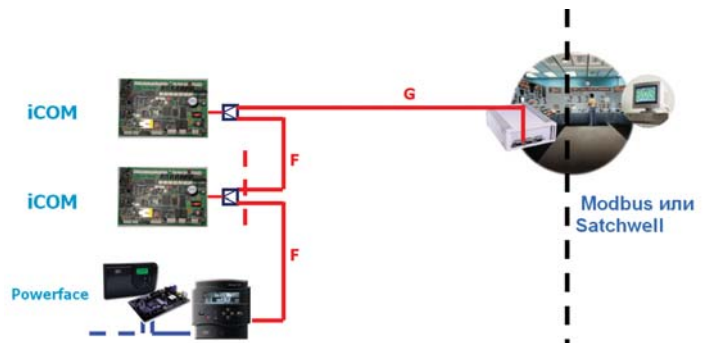 G
iCOM
F
iCOM
Modbus или
Satchwell
F
Powerface